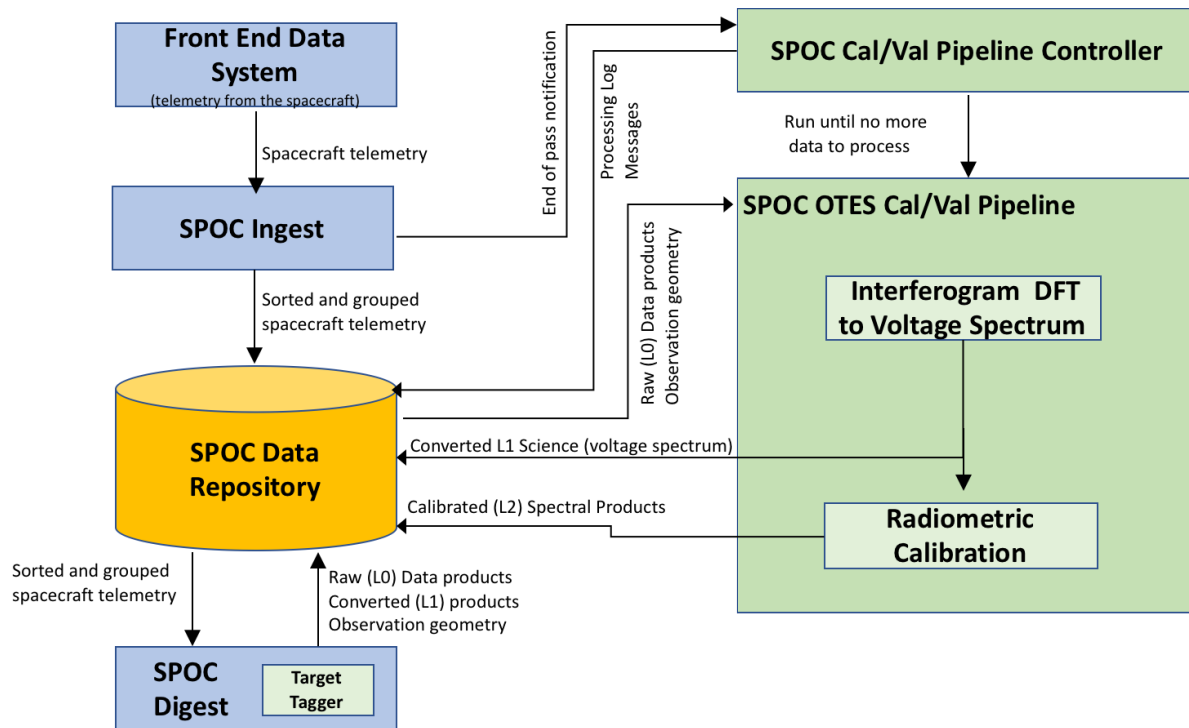 Front End Data
System
(telemetry from the spacecraft)
Spacecraft telemetry
SPOC Ingest
Sorted and grouped
spacecraft telemetry
SPOC Data
Repository
Sorted and grouped
spacecraft telemetry
Raw (L0) Data products
Converted (L1) products
Observation geometry
SPOC
Digest
Target
Tagger
End of pass notification
Processing Log
Messages
Raw (L0) Data products
Observation geometry
Converted L1 Science (voltage spectrum)
Calibrated (L2) Spectral Products
SPOC Cal/Val Pipeline Controller
Run until no more
data to process
SPOC OTES Cal/Val Pipeline
Interferogram DFT
to Voltage Spectrum
Radiometric
Calibration